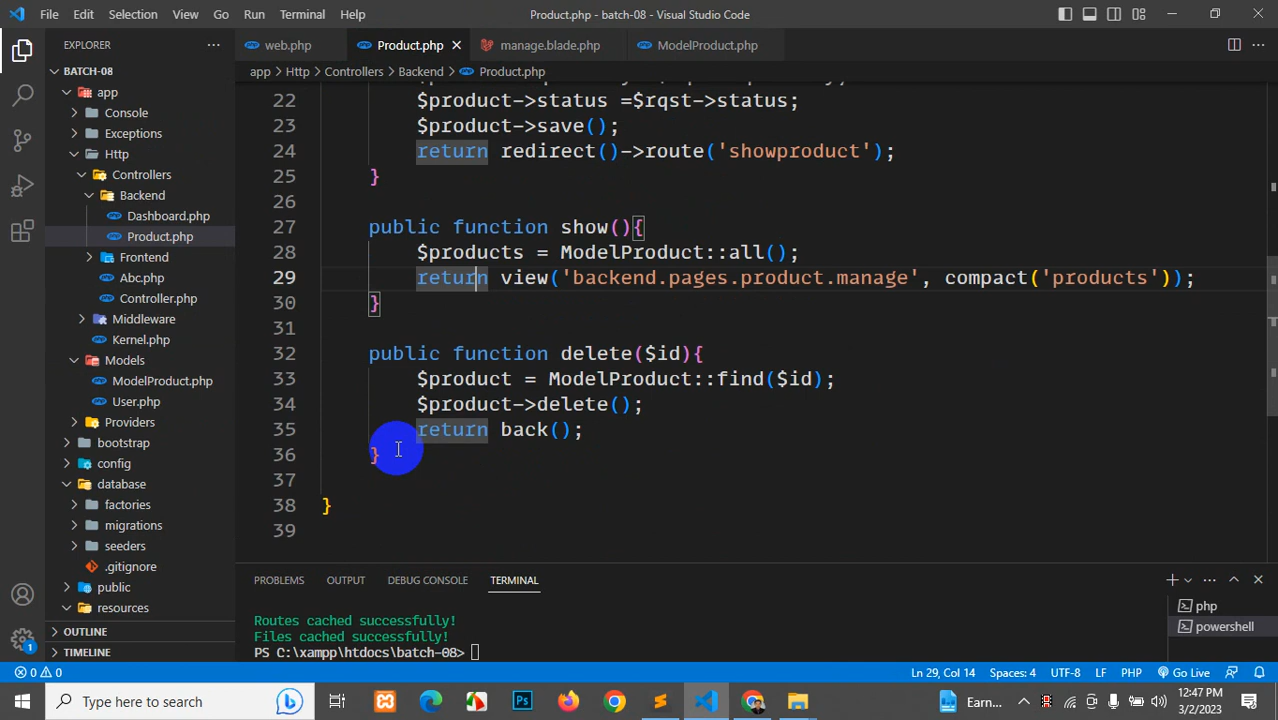 File Edit Selection View Go Run Terminal Help
Product.php - batch-08 - Visual Studio Code
EXPLORER
web.php
Product.php
manage.blade.php
ModelProduct.php
BATCH-08
app > Http > Controllers > Backend > Product.php
app
Console
Exceptions
Http
Controllers
Backend
Dashboard.php
Product.php
Frontend
Abc.php
Controller.php
Middleware
Kernel.php
Models
ModelProduct.php
User.php
Providers
bootstrap
config
database
factories
migrations
seeders
.gitignore
public
resources
OUTLINE
TIMELINE
22 $product->status =$rqst->status;
23 $product->save();
24 return redirect()->route('showproduct');
25 }
26
27 public function show(){
28 $products = ModelProduct::all();
29 return view('backend.pages.product.manage', compact('products'));
30 }
31
32 public function delete($id){
33 $product = ModelProduct::find($id);
34 $product->delete();
35 return back();
36 }
37
38 }
39
PROBLEMS OUTPUT DEBUG CONSOLE TERMINAL
Routes cached successfully!
Files cached successfully!
PS C:\xampp\htdocs\batch-08>
php
powershell
1
0 0
Ln 29, Col 14 Spaces: 4 UTF-8 LF PHP Go Live
Type here to search
Ps
Earn...
12:47 PM
3/2/2023